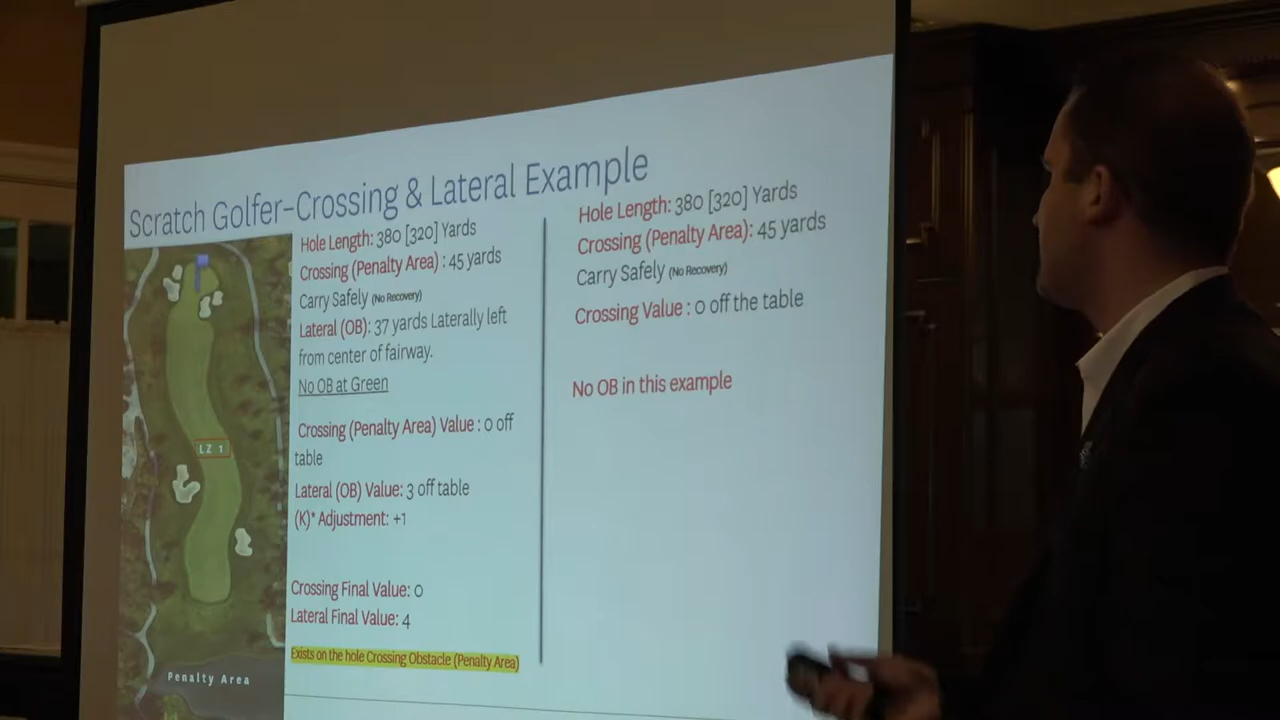 Scratch Golfer-Crossing & Lateral Example
Hole Length: 380 [320] Yards
Crossing (Penalty Area) : 45 yards
Carry Safely (No Recovery)
Lateral (OB): 37 yards Laterally left
from center of fairway.
No OB at Green
Crossing (Penalty Area) Value : 0 off
table
Lateral (OB) Value: 3 off table
(K)* Adjustment: +1
Crossing Final Value: 0
Lateral Final Value: 4
Exists on the hole Crossing Obstacle (Penalty Area)
Hole Length: 380 [320] Yards
Crossing (Penalty Area): 45 yards
Carry Safely (No Recovery)
Crossing Value : 0 off the table
No OB in this example
LZ 1
Penalty Area